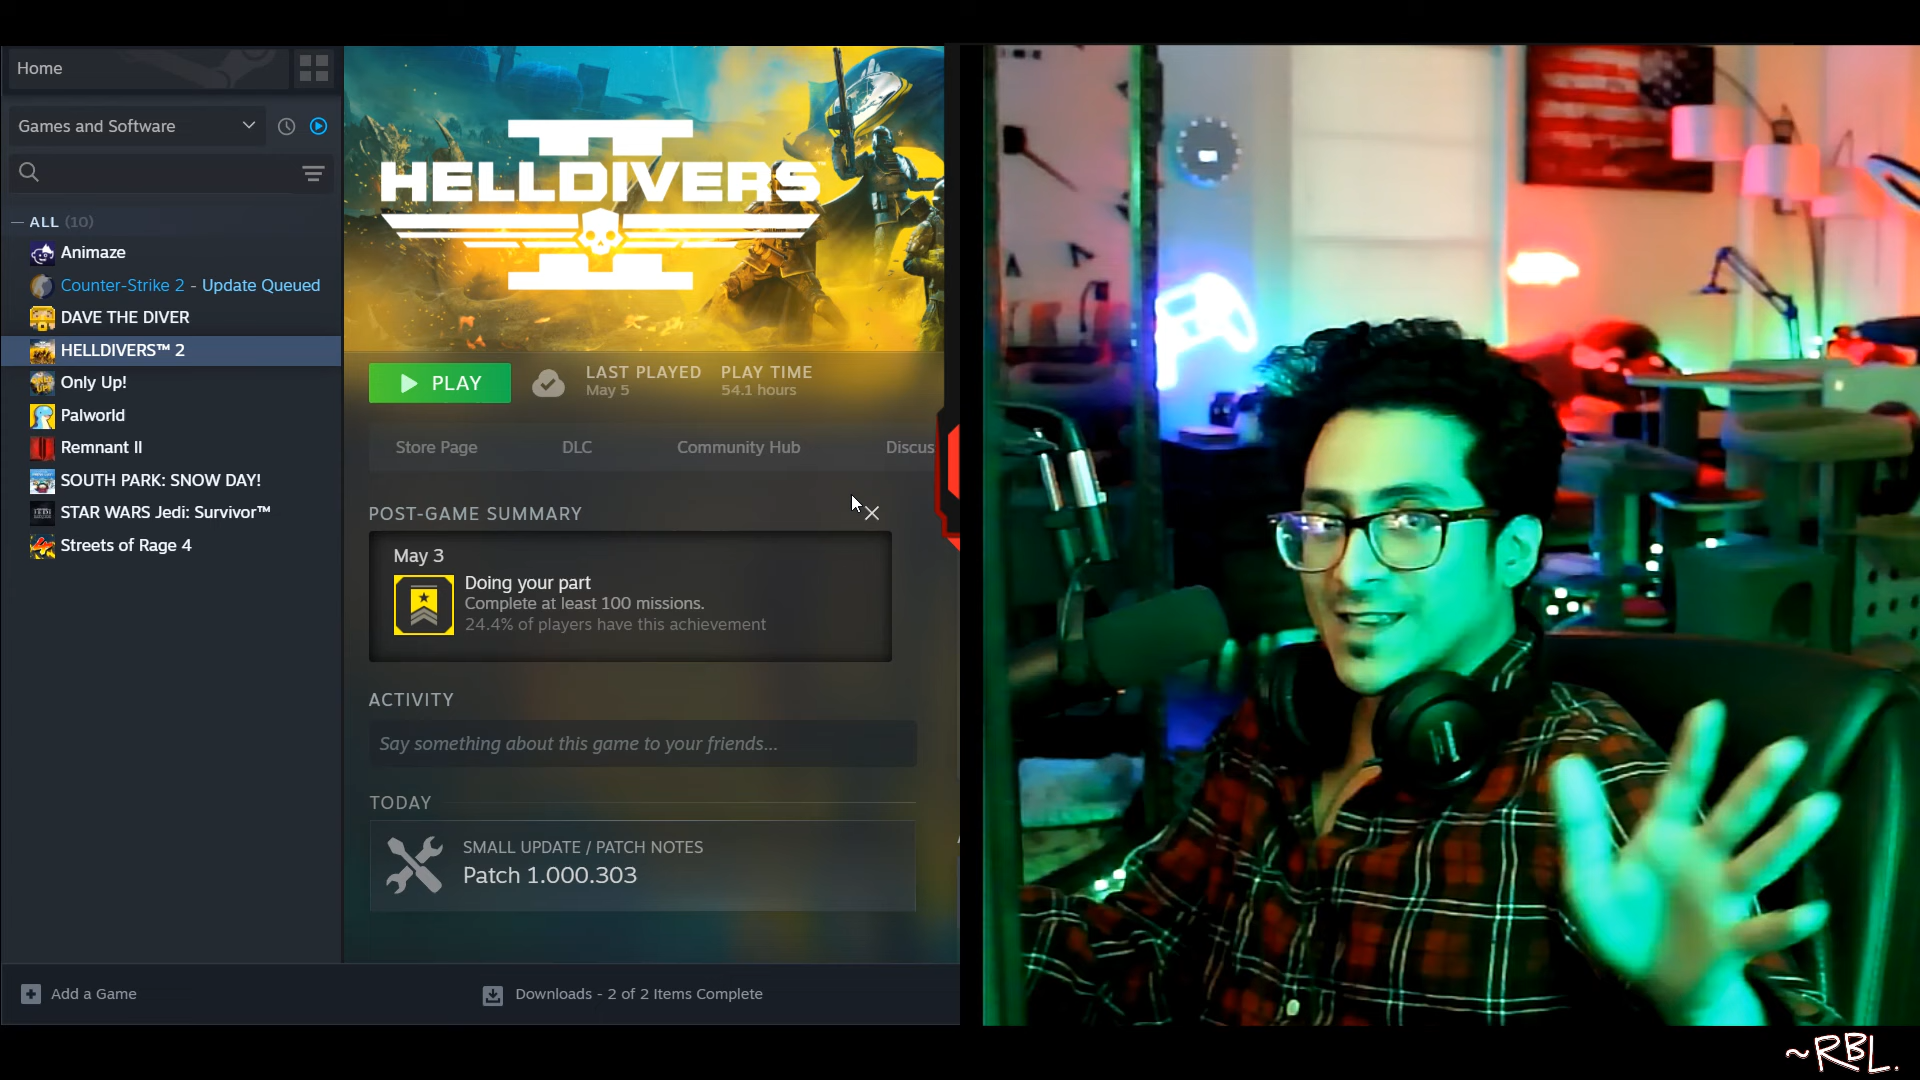 Home
Games and Software
— ALL (10)
Animaze
Counter-Strike 2 - Update Queued
DAVE THE DIVER
HELLDIVERS™ 2
Only Up!
Palworld
Remnant II
SOUTH PARK: SNOW DAY!
STAR WARS Jedi: Survivor™
Streets of Rage 4
Add a Game
II
HELLDIVERS™
PLAY
LAST PLAYED
May 5
PLAY TIME
54.1 hours
Store Page
DLC
Community Hub
Discus
POST-GAME SUMMARY
May 3
Doing your part
Complete at least 100 missions.
24.4% of players have this achievement
ACTIVITY
Say something about this game to your friends...
TODAY
SMALL UPDATE / PATCH NOTES
Patch 1.000.303
Downloads - 2 of 2 Items Complete
~RBL.